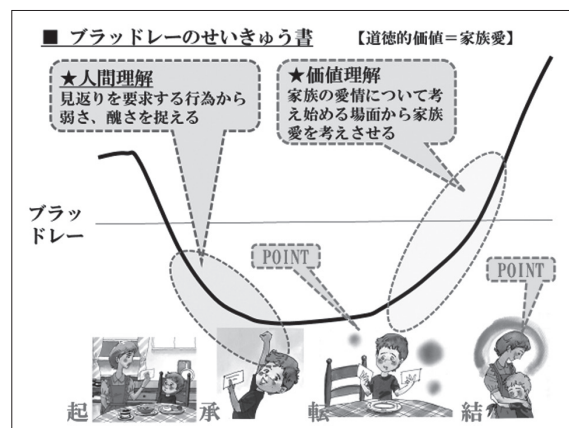 ■ ブラッドレーのせいきゅう書
【道徳的価値＝家族愛】
★人間理解
見返りを要求する行為から
弱さ、醜さを捉える
★価値理解
家族の愛情について考
え始める場面から家族
愛を考えさせる
ブラッ
ドレー
POINT
POINT
起
承
転
結